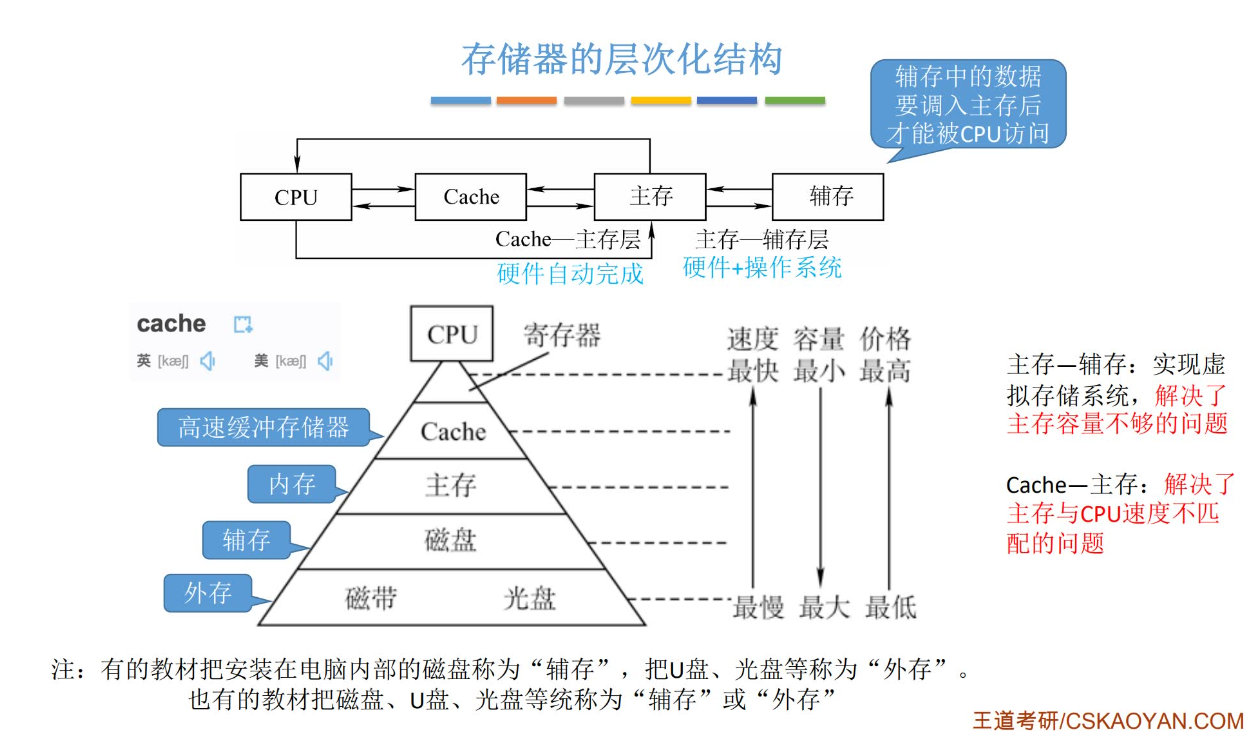 存储器的层次化结构
辅存中的数据
要调入主存后
才能被CPU访问
CPU
Cache
主存
辅存
Cache—主存层
主存—辅存层
硬件自动完成
硬件+操作系统
cache
英 [kæʃ]
美 [kæʃ]
CPU
寄存器
速度 容量 价格
最快 最小 最高
高速缓冲存储器
Cache
内存
主存
辅存
磁盘
外存
磁带
光盘
最慢 最大 最低
主存—辅存：实现虚
拟存储系统，解决了
主存容量不够的问题
Cache—主存：解决了
主存与CPU速度不匹
配的问题
注：有的教材把安装在电脑内部的磁盘称为“辅存”，把U盘、光盘等称为“外存”。
也有的教材把磁盘、U盘、光盘等统称为“辅存”或“外存”
王道考研/CSKAOYAN.COM